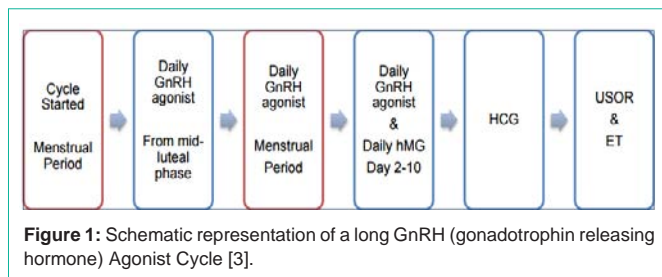 Cycle
Started
Menstrual
Period
Daily
GnRH
agonist
From mid-
luteal
phase
Daily
GnRH
agonist
Menstrual
Period
Daily
GnRH
agonist
&
Daily hMG
Day 2-10
HCG
USOR
&
ET
Figure 1: Schematic representation of a long GnRH (gonadotrophin releasing
hormone) Agonist Cycle [3].